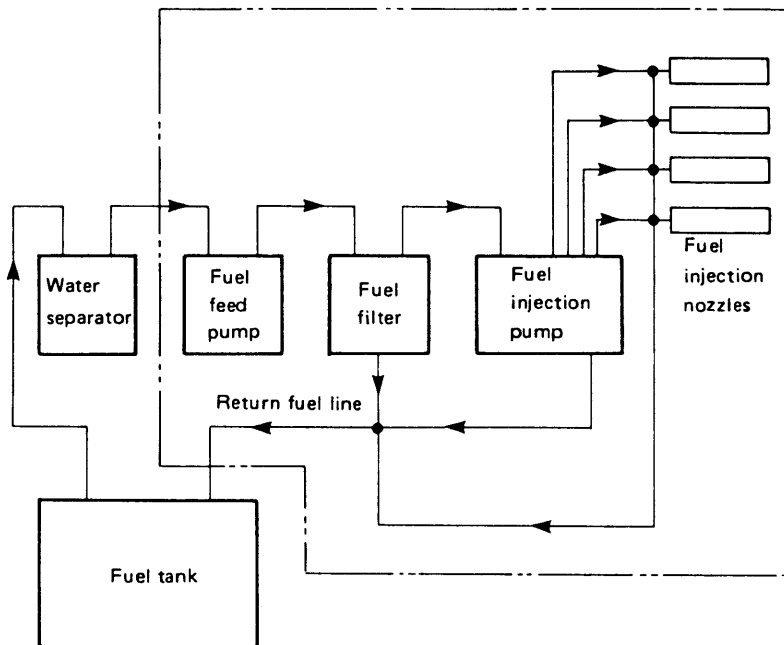 Water
separator
Fuel
feed
pump
Fuel
filter
Fuel
injection
pump
Fuel
injection
nozzles
Return fuel line
Fuel tank